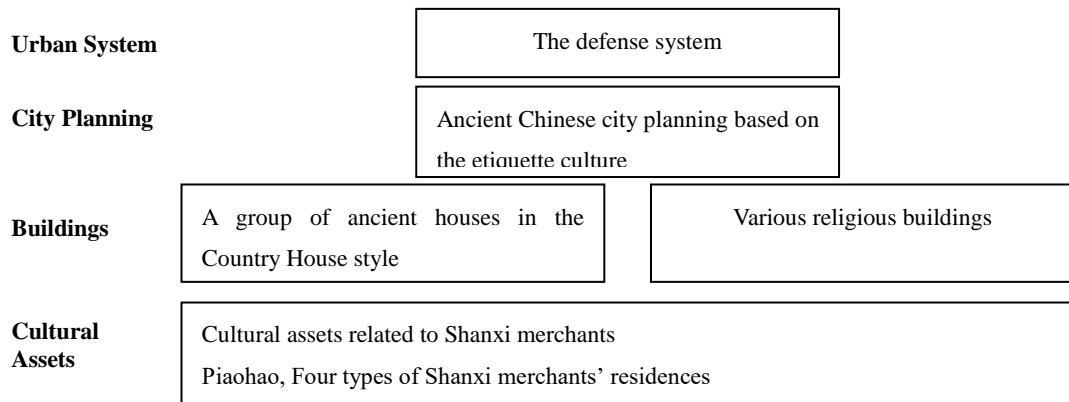 Urban System
The defense system
City Planning
Ancient Chinese city planning based on
the etiquette culture
Buildings
A group of ancient houses in the
Country House style
Various religious buildings
Cultural
Assets
Cultural assets related to Shanxi merchants
Piaohao, Four types of Shanxi merchants’ residences